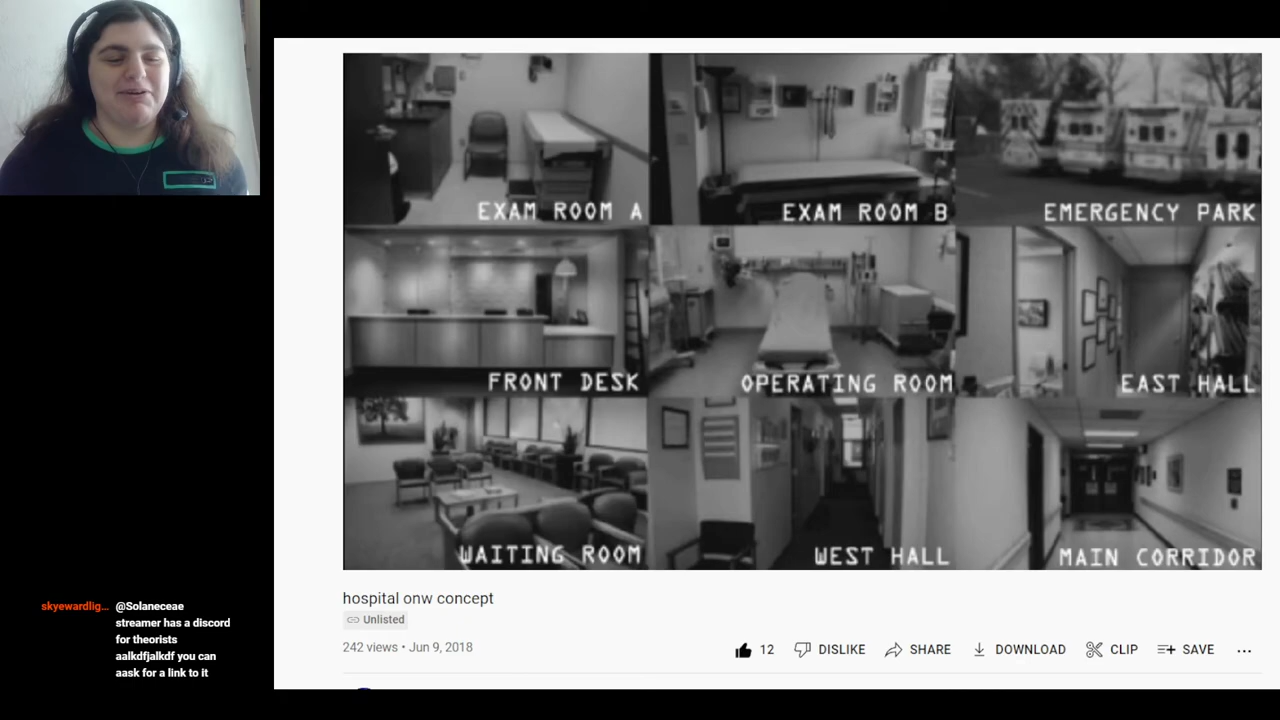 EXAM ROOM A
EXAM ROOM B
EMERGENCY PARK
FRONT DESK
OPERATING ROOM
EAST HALL
WAITING ROOM
WEST HALL
MAIN CORRIDOR
hospital onw concept
Unlisted
242 views • Jun 9, 2018
12
DISLIKE
SHARE
DOWNLOAD
CLIP
SAVE
skyewardlig... @Solaneceae
streamer has a discord
for theorists
aalkdfjalkdf you can
aask for a link to it